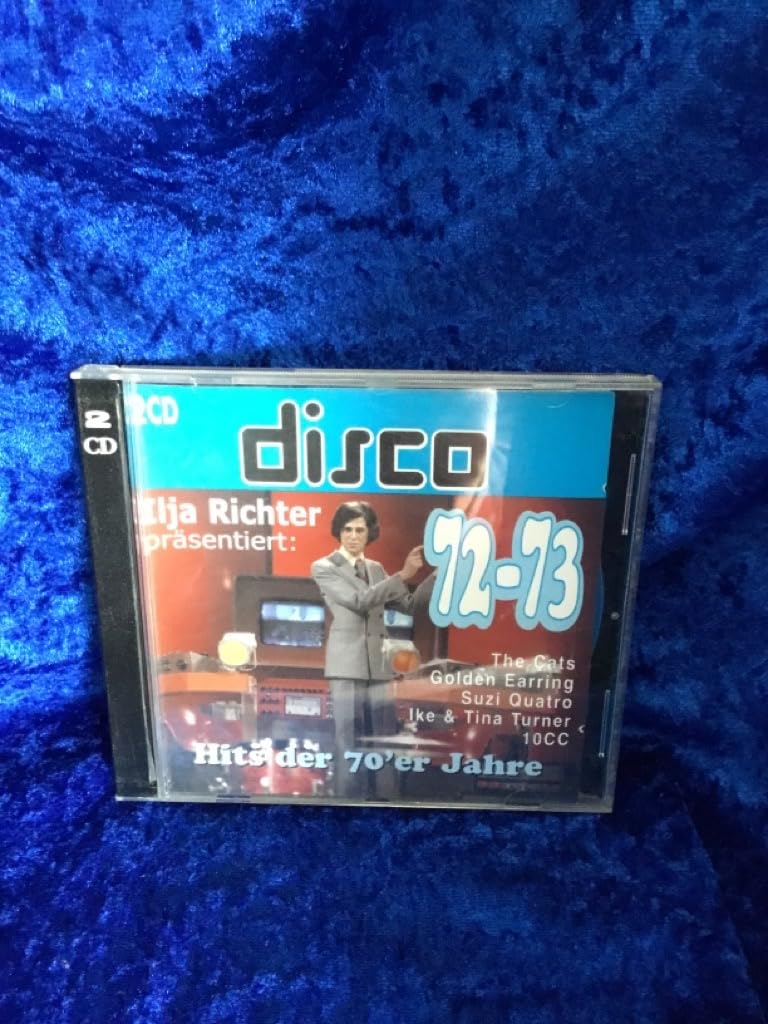 2
CD
2CD
disco
Ilja Richter
präsentiert:
72-73
The Cats
Golden Earring
Suzi Quatro
Ike & Tina Turner
10CC
Hits der 70'er Jahre